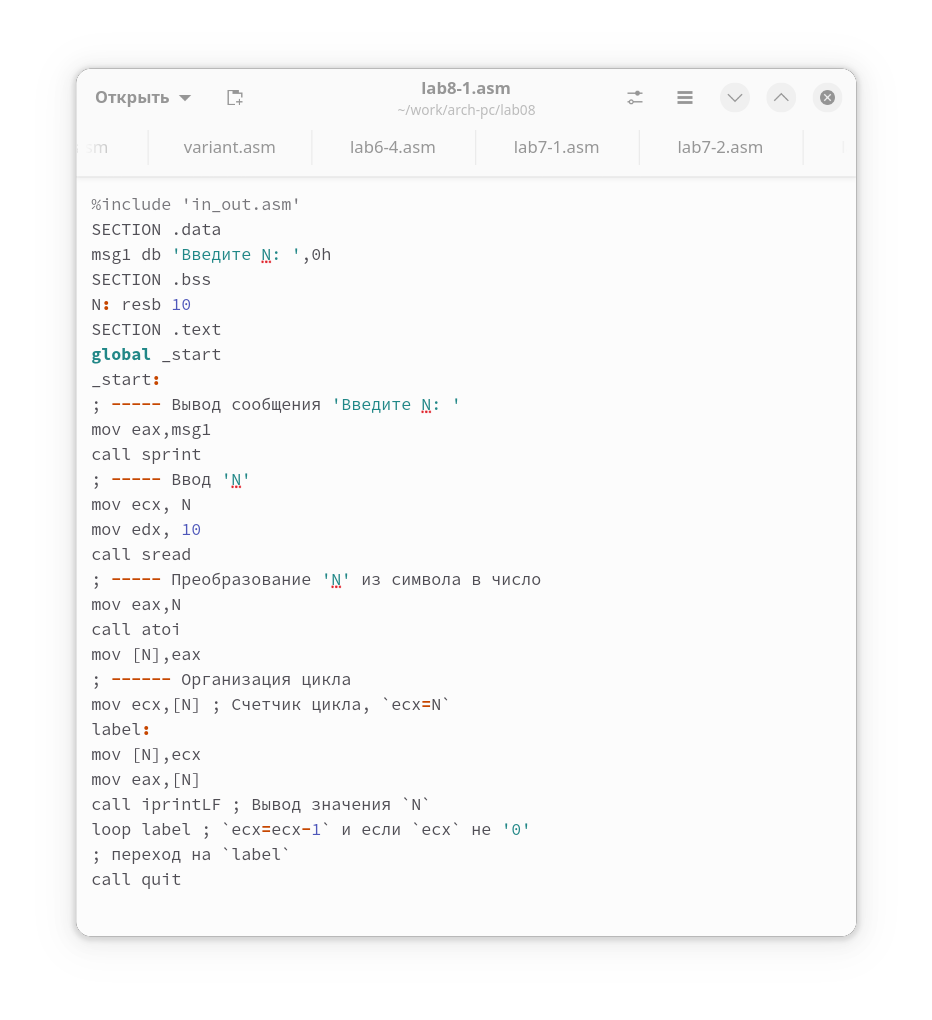 Открыть
lab8-1.asm
~/work/arch-pc/lab08
sm
variant.asm
lab6-4.asm
lab7-1.asm
lab7-2.asm
%include 'in_out.asm'
SECTION .data
msg1 db 'Введите N: ',0h
SECTION .bss
N: resb 10
SECTION .text
global _start
_start:
; ----- Вывод сообщения 'Введите N: '
mov eax,msg1
call sprint
; ----- Ввод 'N'
mov ecx, N
mov edx, 10
call sread
; ----- Преобразование 'N' из символа в число
mov eax,N
call atoi
mov [N],eax
; ------ Организация цикла
mov ecx,[N] ; Счетчик цикла, `ecx=N`
label:
mov [N],ecx
mov eax,[N]
call iprintLF ; Вывод значения `N`
loop label ; `ecx=ecx-1` и если `ecx` не '0'
; переход на `label`
call quit